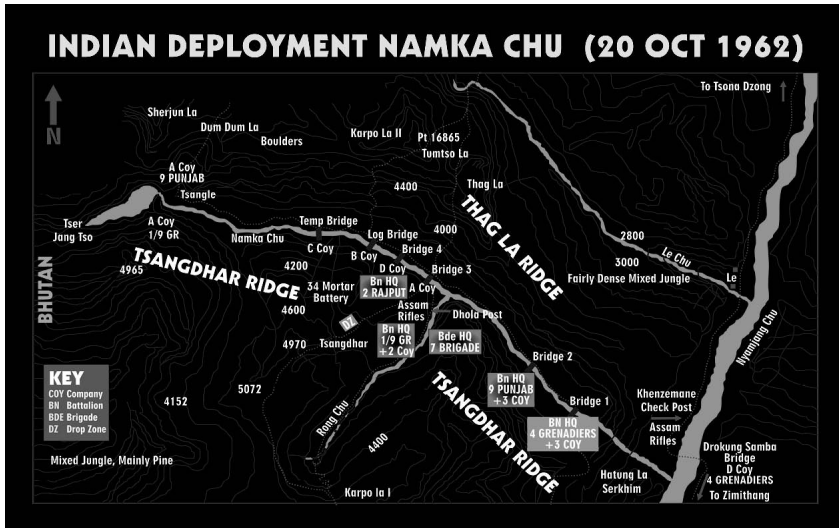 INDIAN DEPLOYMENT NAMKA CHU (20 OCT 1962)
To Tsona Dzong
N
Sherjun La
Dum Dum La
Boulders
Karpo La II
Pt 16865
Tumtso La
A Coy
9 PUNJAB
Tsangle
4400
Thag La
THAG LA RIDGE
Tser
Jang Tso
A Coy
1/9 GR
Namka Chu
Temp Bridge
C Coy
Log Bridge
B Coy
Bridge 4
4000
D Coy
Bridge 3
2800
3000
Le Chu
Fairly Dense Mixed Jungle
Le
BHUTAN
4965
TSANGDHAR RIDGE
4200
34 Mortar
Battery
Bn HQ
2 RAJPUT
A Coy
Assam
Rifles
Dhola Post
Nyamjang Chu
4600
DZ
4970
Tsangdhar
Bn HQ
1/9 GR
+2 Coy
Bde HQ
7 BRIGADE
Bridge 2
TSANGDHAR RIDGE
Bn HQ
9 PUNJAB
+3 COY
Bridge 1
BN HQ
4 GRENADIERS
+3 COY
Khenzemane
Check Post
Assam
Rifles
KEY
COY Company
BN Battalion
BDE Brigade
DZ Drop Zone
4152
5072
Rong Chu
4400
Drokung Samba
Bridge
D Coy
4 GRENADIERS
To Zimithang
Mixed Jungle, Mainly Pine
Karpo la I
Hatung La
Serkhim